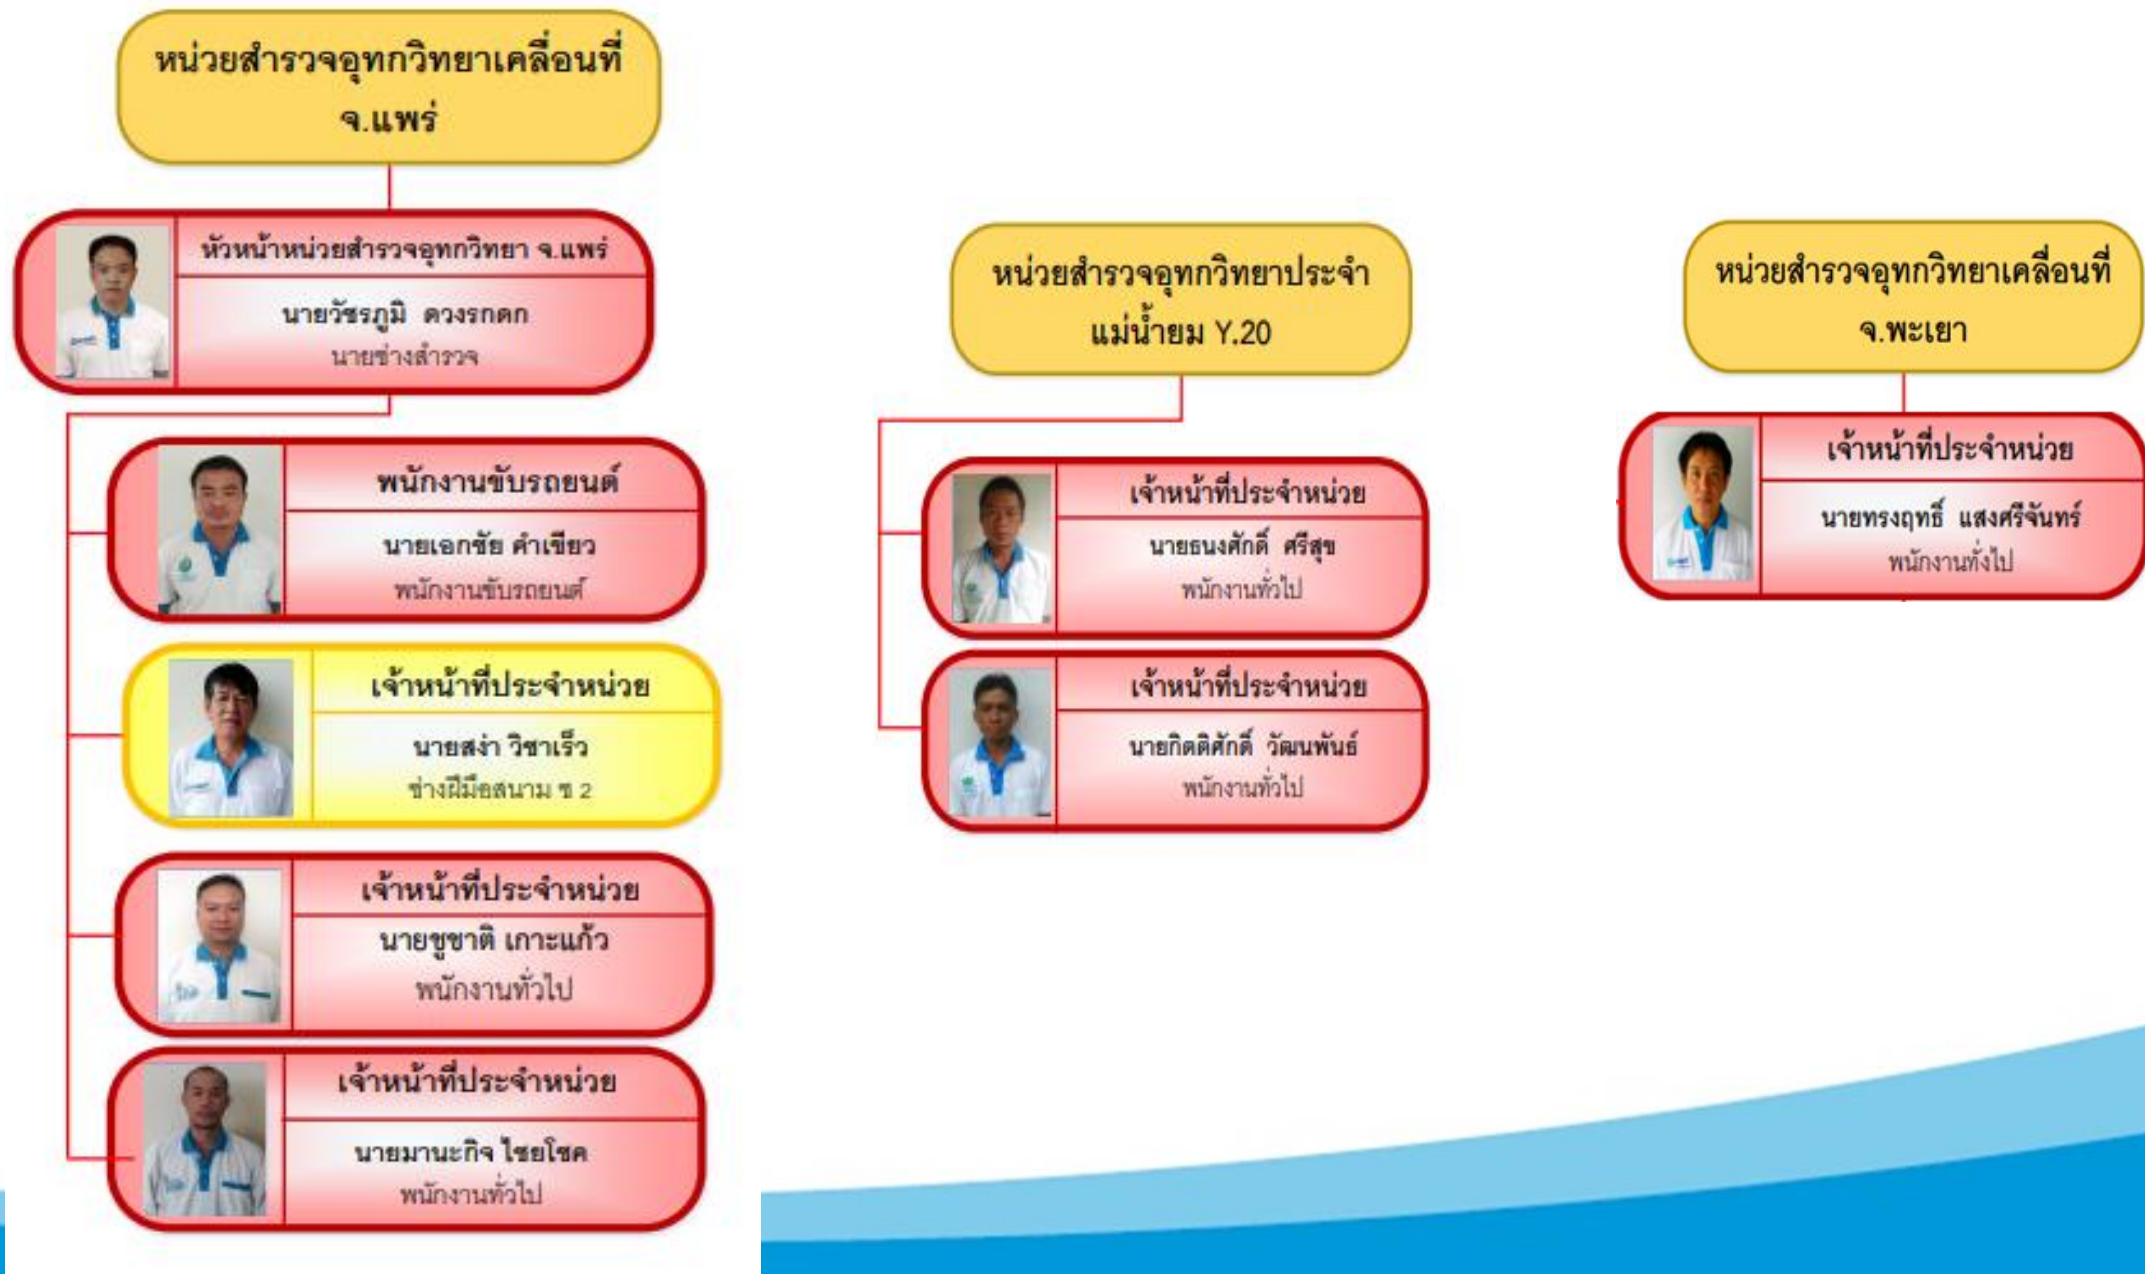 หน่วยสำรวจอุทกวิทยาเคลื่อนที่
จ.แพร่
หัวหน้าหน่วยสำรวจอุทกวิทยา จ.แพร่
นายวัชรภูมิ ดวงรกดก
นายช่างสำรวจ
พนักงานขับรถยนต์
นายเอกชัย คำเขียว
พนักงานขับรถยนต์
เจ้าหน้าที่ประจำหน่วย
นายสง่า วิชาเร็ว
ช่างฝีมือสนาม ช 2
เจ้าหน้าที่ประจำหน่วย
นายชูชาติ เกาะแก้ว
พนักงานทั่วไป
เจ้าหน้าที่ประจำหน่วย
นายมานะกิจ ไชยโชค
พนักงานทั่วไป
หน่วยสำรวจอุทกวิทยาประจำ
แม่น้ำยม Y.20
เจ้าหน้าที่ประจำหน่วย
นายธนงศักดิ์ ศรีสุข
พนักงานทั่วไป
เจ้าหน้าที่ประจำหน่วย
นายกิตติศักดิ์ วัฒนพันธ์
พนักงานทั่วไป
หน่วยสำรวจอุทกวิทยาเคลื่อนที่
จ.พะเยา
เจ้าหน้าที่ประจำหน่วย
นายทรงฤทธิ์ แสงศรีจันทร์
พนักงานทั่งไป